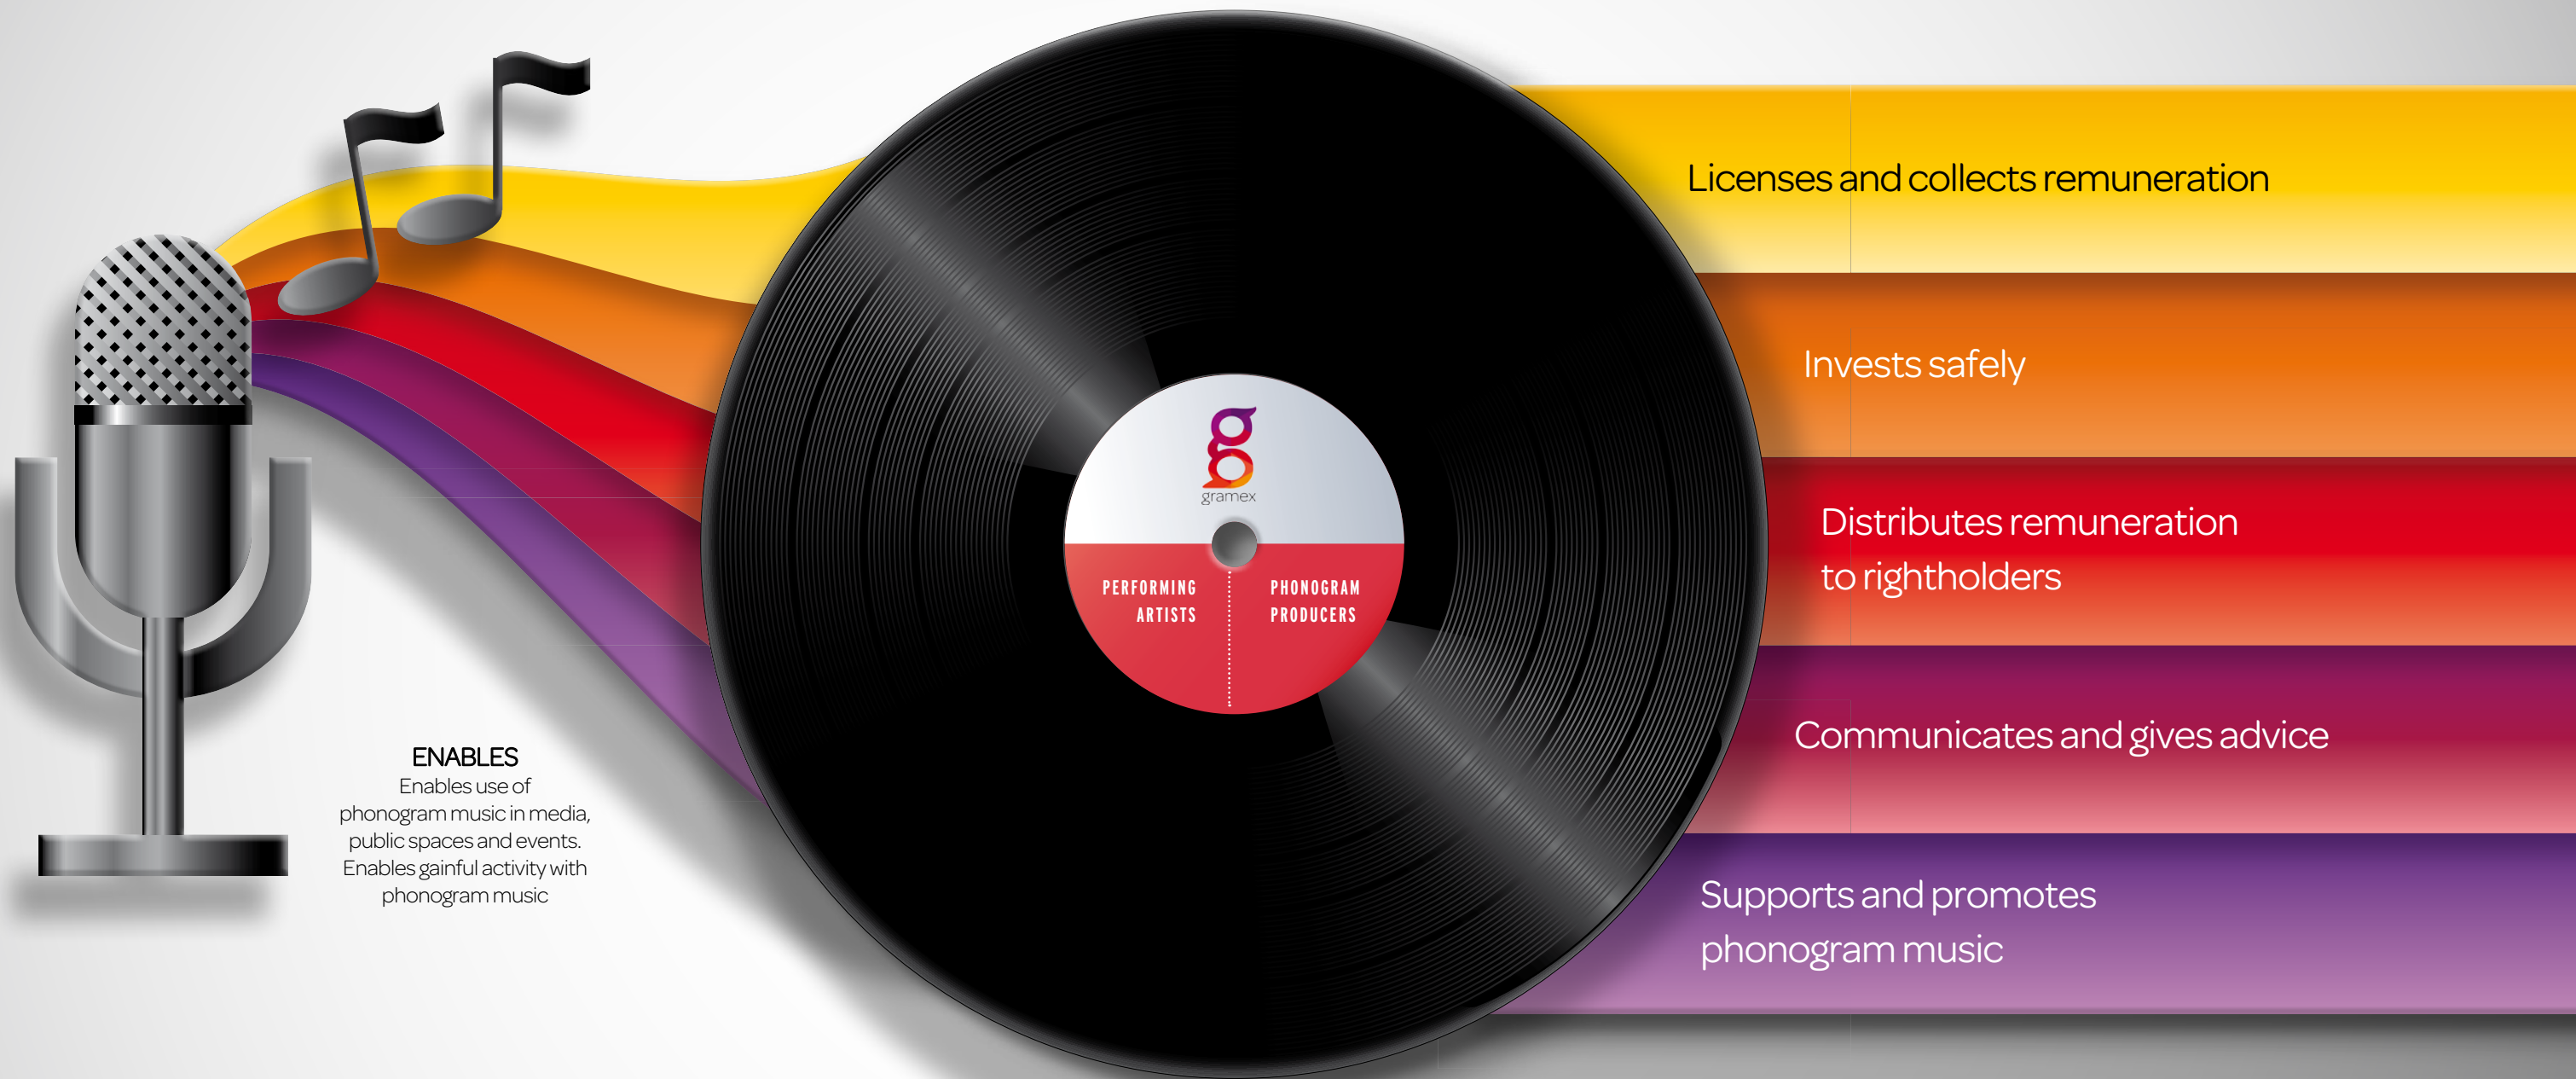 ENABLES
Enables use of
phonogram music in media,
public spaces and events.
Enables gainful activity with
phonogram music
gramex
PERFORMING
ARTISTS
PHONOGRAM
PRODUCERS
Licenses and collects remuneration
Invests safely
Distributes remuneration
to rightholders
Communicates and gives advice
Supports and promotes
phonogram music